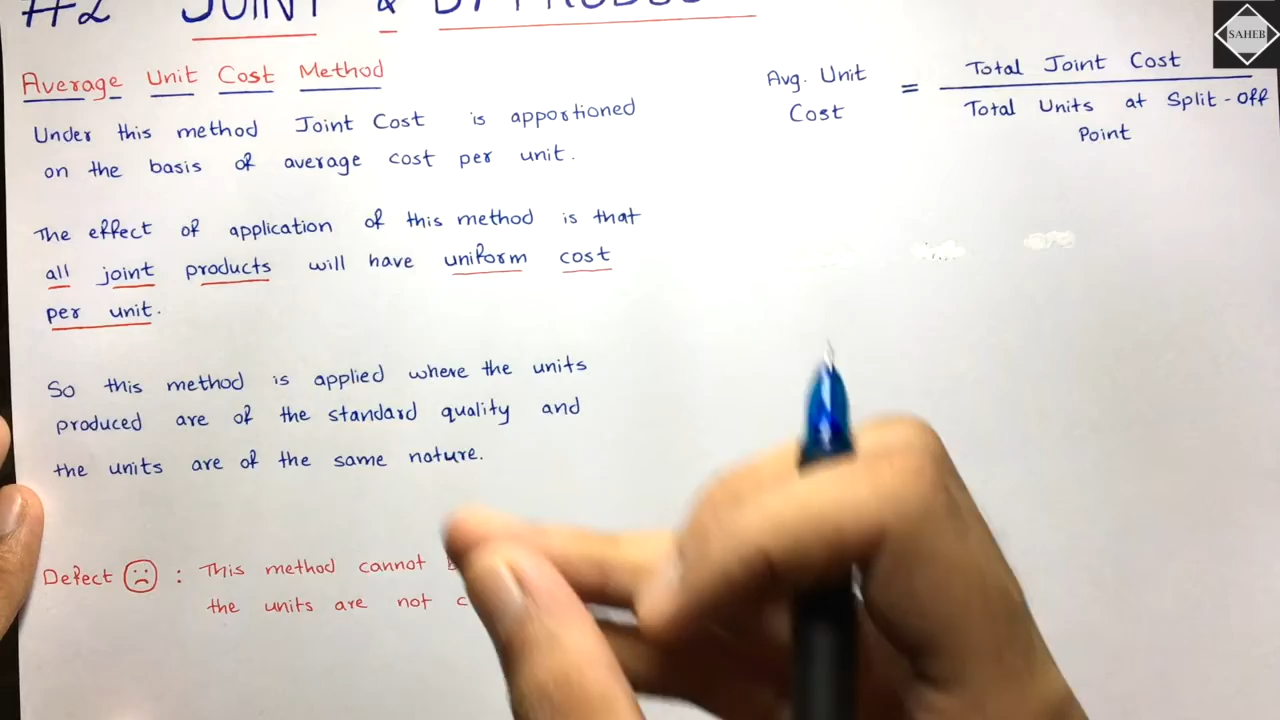 #2 JOINT & BY PRODUC
Average Unit Cost Method
Under this method Joint Cost is apportioned
on the basis of average cost per unit.
The effect of application of this method is that
all joint products will have uniform cost
per unit.
So this method is applied where the units
produced are of the standard quality and
the units are of the same nature.
Defect : This method cannot
the units are not
Avg. Unit Cost = Total Joint Cost
Total Units at Split-Off
Point
SAHEB